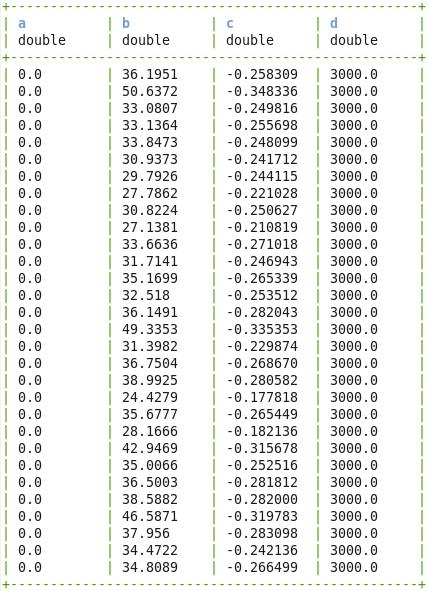 a b c d
double double double double
0.0 36.1951 -0.258309 3000.0
0.0 50.6372 -0.348336 3000.0
0.0 33.0807 -0.249816 3000.0
0.0 33.1364 -0.255698 3000.0
0.0 33.8473 -0.248099 3000.0
0.0 30.9373 -0.241712 3000.0
0.0 29.7926 -0.244115 3000.0
0.0 27.7862 -0.221028 3000.0
0.0 30.8224 -0.250627 3000.0
0.0 27.1381 -0.210819 3000.0
0.0 33.6636 -0.271018 3000.0
0.0 31.7141 -0.246943 3000.0
0.0 35.1699 -0.265339 3000.0
0.0 32.518 -0.253512 3000.0
0.0 36.1491 -0.282043 3000.0
0.0 49.3353 -0.335353 3000.0
0.0 31.3982 -0.229874 3000.0
0.0 36.7504 -0.268670 3000.0
0.0 38.9925 -0.280582 3000.0
0.0 24.4279 -0.177818 3000.0
0.0 35.6777 -0.265449 3000.0
0.0 28.1666 -0.182136 3000.0
0.0 42.9469 -0.315678 3000.0
0.0 35.0066 -0.252516 3000.0
0.0 36.5003 -0.281812 3000.0
0.0 38.5882 -0.282000 3000.0
0.0 46.5871 -0.319783 3000.0
0.0 37.956 -0.283098 3000.0
0.0 34.4722 -0.242136 3000.0
0.0 34.8089 -0.266499 3000.0